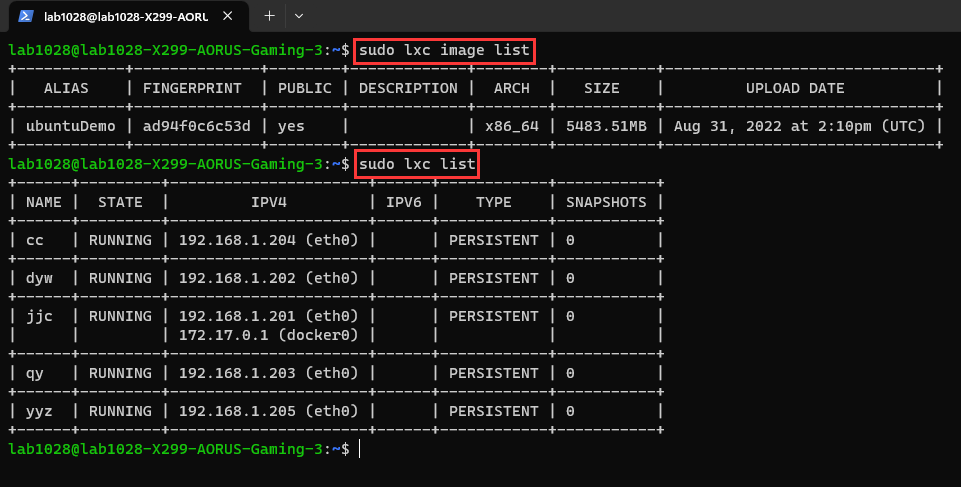 lab1028@lab1028-X299-AORU
lab1028@lab1028-X299-AORUS-Gaming-3:~$ sudo lxc image list
+------------+--------------+--------+-------------+--------+-----------+------------------------------+
| ALIAS | FINGERPRINT | PUBLIC | DESCRIPTION | ARCH | SIZE | UPLOAD DATE |
+------------+--------------+--------+-------------+--------+-----------+------------------------------+
| ubuntuDemo | ad94f0c6c53d | yes | | x86_64 | 5483.51MB | Aug 31, 2022 at 2:10pm (UTC) |
+------------+--------------+--------+-------------+--------+-----------+------------------------------+
lab1028@lab1028-X299-AORUS-Gaming-3:~$ sudo lxc list
+------+---------+----------------------+------+------------+-----------+
| NAME | STATE | IPV4 | IPV6 | TYPE | SNAPSHOTS |
+------+---------+----------------------+------+------------+-----------+
| cc | RUNNING | 192.168.1.204 (eth0) | | PERSISTENT | 0 |
+------+---------+----------------------+------+------------+-----------+
| dyw | RUNNING | 192.168.1.202 (eth0) | | PERSISTENT | 0 |
+------+---------+----------------------+------+------------+-----------+
| jjc | RUNNING | 192.168.1.201 (eth0) | | PERSISTENT | 0 |
| | | 172.17.0.1 (docker0) | | | |
+------+---------+----------------------+------+------------+-----------+
| qy | RUNNING | 192.168.1.203 (eth0) | | PERSISTENT | 0 |
+------+---------+----------------------+------+------------+-----------+
| yyz | RUNNING | 192.168.1.205 (eth0) | | PERSISTENT | 0 |
+------+---------+----------------------+------+------------+-----------+
lab1028@lab1028-X299-AORUS-Gaming-3:~$